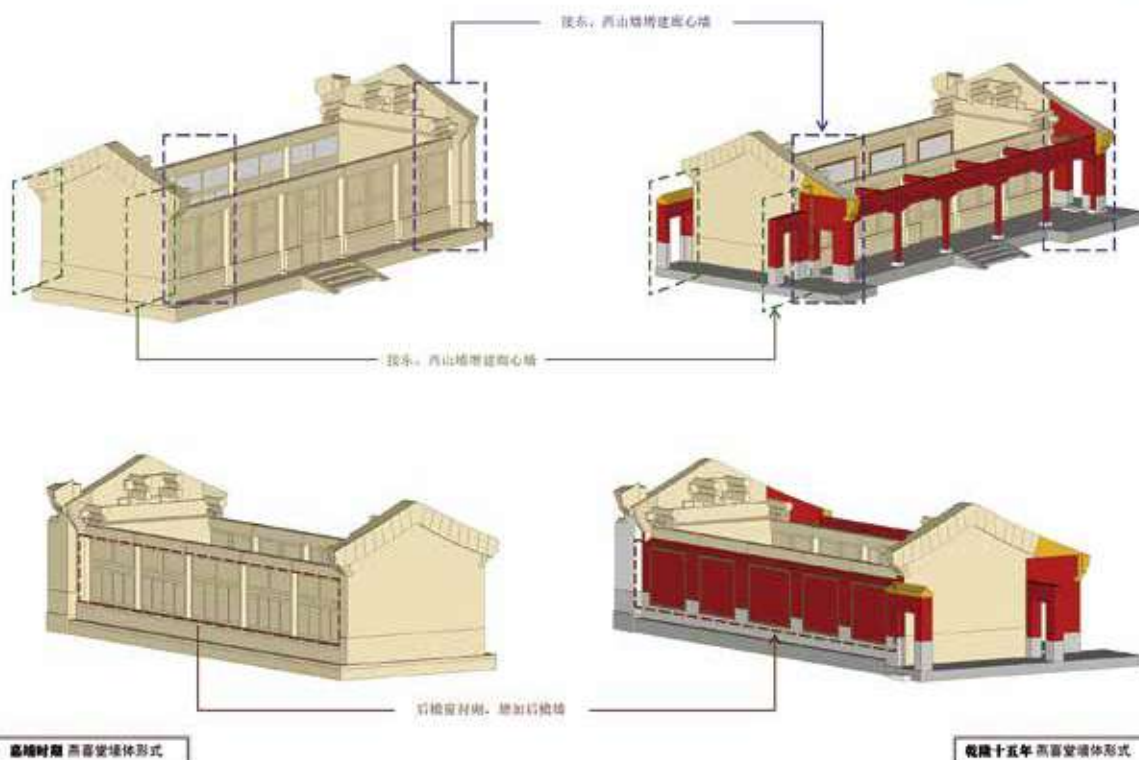 接东、西山墙增建廊心墙
接东、西山墙增建廊心墙
后檐窗封砌，增加后檐墙
嘉靖时期 燕喜堂墙体形式
乾隆十五年 燕喜堂墙体形式